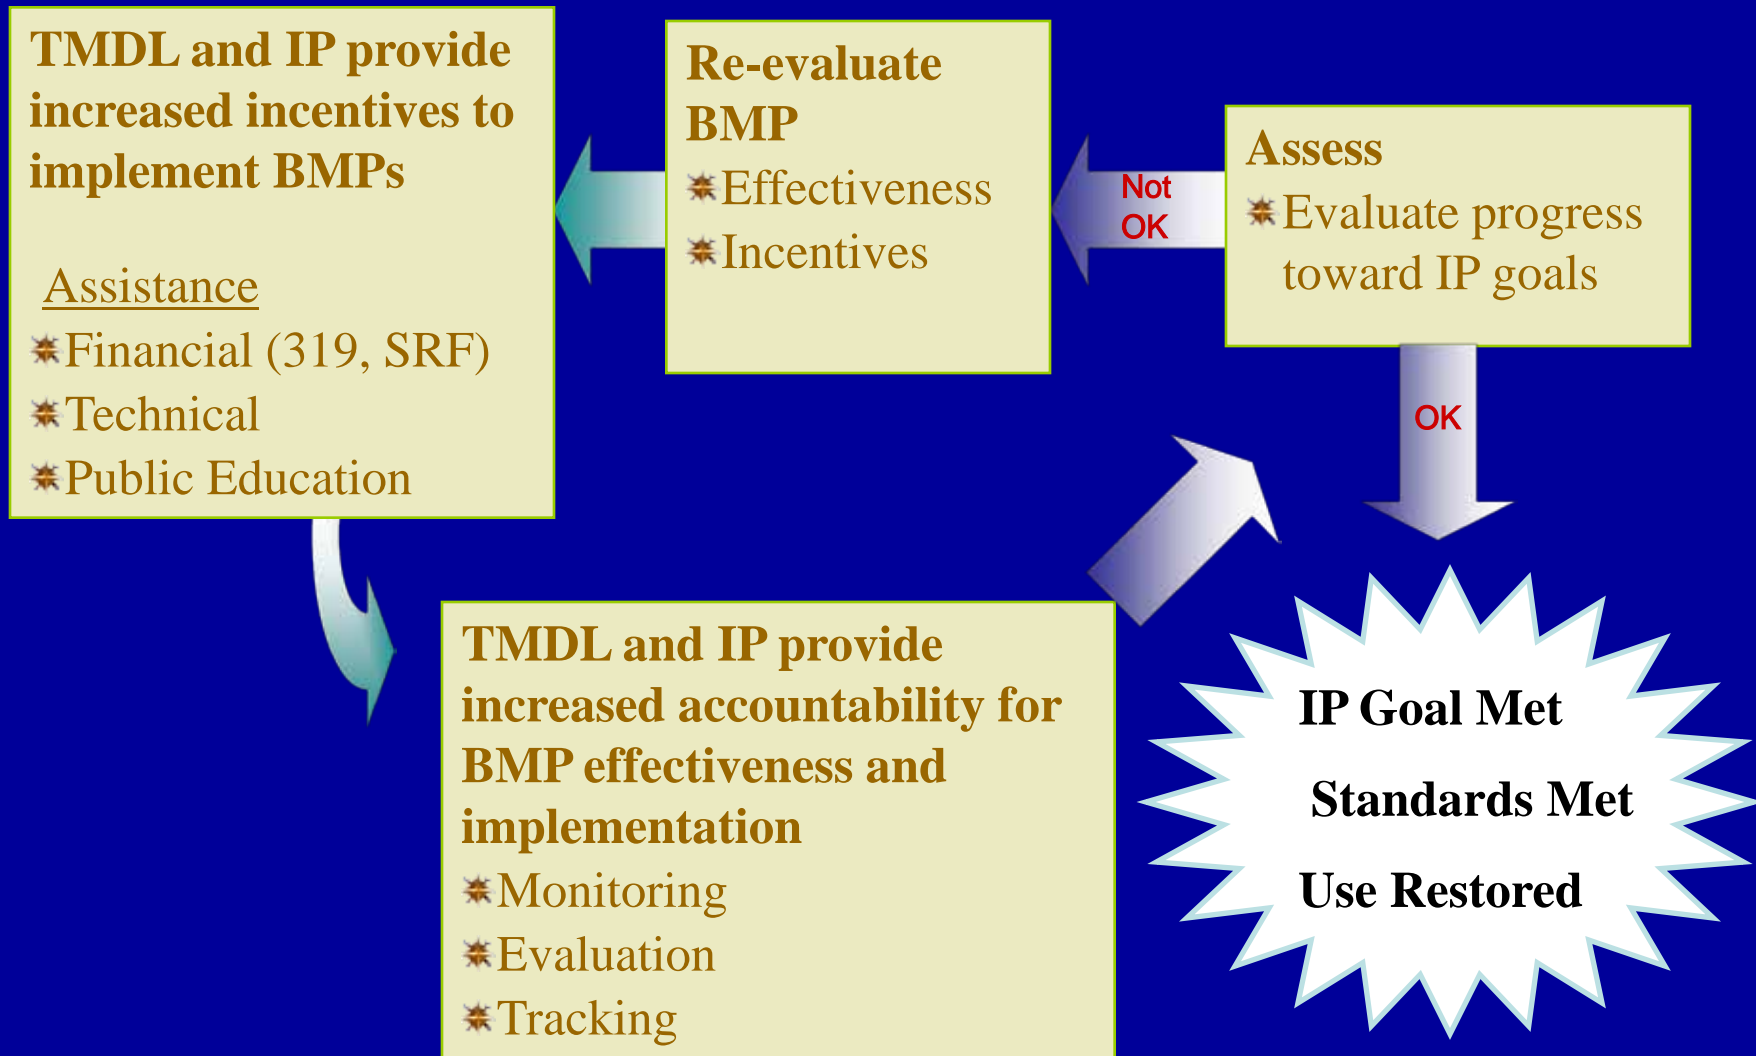 TMDL and IP provide
increased incentives to
implement BMPs
Assistance
Financial (319, SRF)
Technical
Public Education
Re-evaluate
BMP
Effectiveness
Incentives
Not
OK
Assess
Evaluate progress
toward IP goals
OK
TMDL and IP provide
increased accountability for
BMP effectiveness and
implementation
Monitoring
Evaluation
Tracking
IP Goal Met
Standards Met
Use Restored